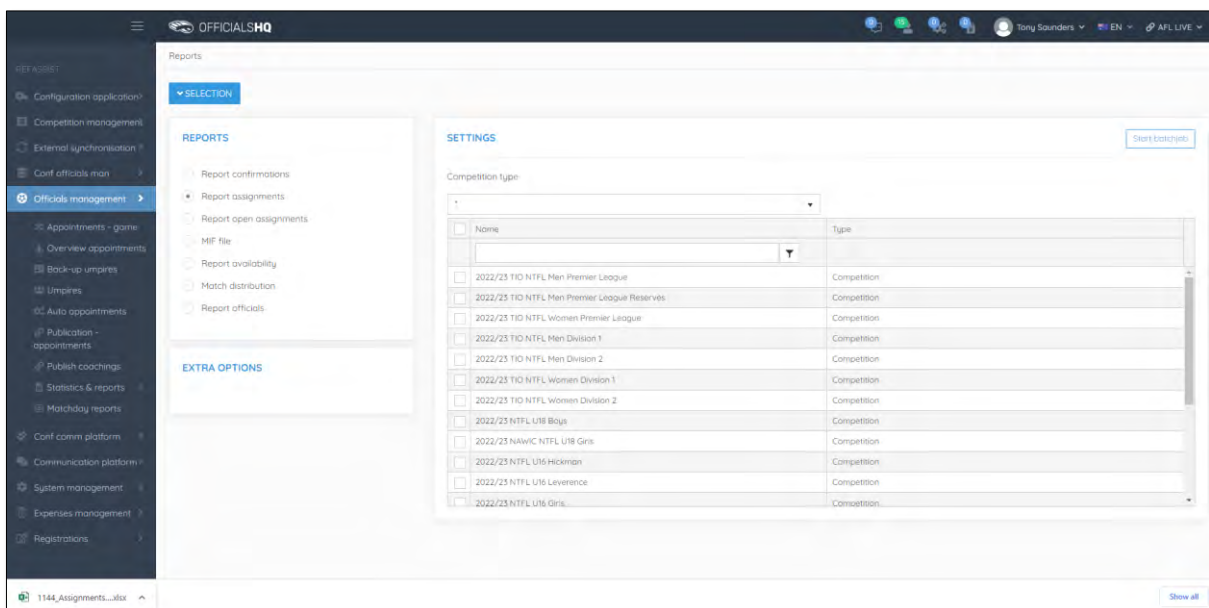 OFFICIALSHQ
Tony Saunders
EN
AFL LIVE
REFASSIST
Configuration application
Competition management
External synchronisation
Conf officials man
Officials management
Appointments - game
Overview appointments
Back-up umpires
Umpires
Auto appointments
Publication -
appointments
Publish coachings
Statistics & reports
Matchday reports
Conf comm platform
Communication platform
System management
Expenses management
Registrations
Reports
SELECTION
REPORTS
Report confirmations
Report assignments
Report open assignments
MIF file
Report availability
Match distribution
Report officials
EXTRA OPTIONS
SETTINGS
Start batchjob
Competition type
*
Name Type
2022/23 TIO NTFL Men Premier League Competition
2022/23 TIO NTFL Men Premier League Reserves Competition
2022/23 TIO NTFL Women Premier League Competition
2022/23 TIO NTFL Men Division 1 Competition
2022/23 TIO NTFL Men Division 2 Competition
2022/23 TIO NTFL Women Division 1 Competition
2022/23 TIO NTFL Women Division 2 Competition
2022/23 NTFL U18 Boys Competition
2022/23 NAWIC NTFL U18 Girls Competition
2022/23 NTFL U16 Hickman Competition
2022/23 NTFL U16 Leverence Competition
2022/23 NTFL U16 Girls Competition
1144_Assignments....xlsx
Show all